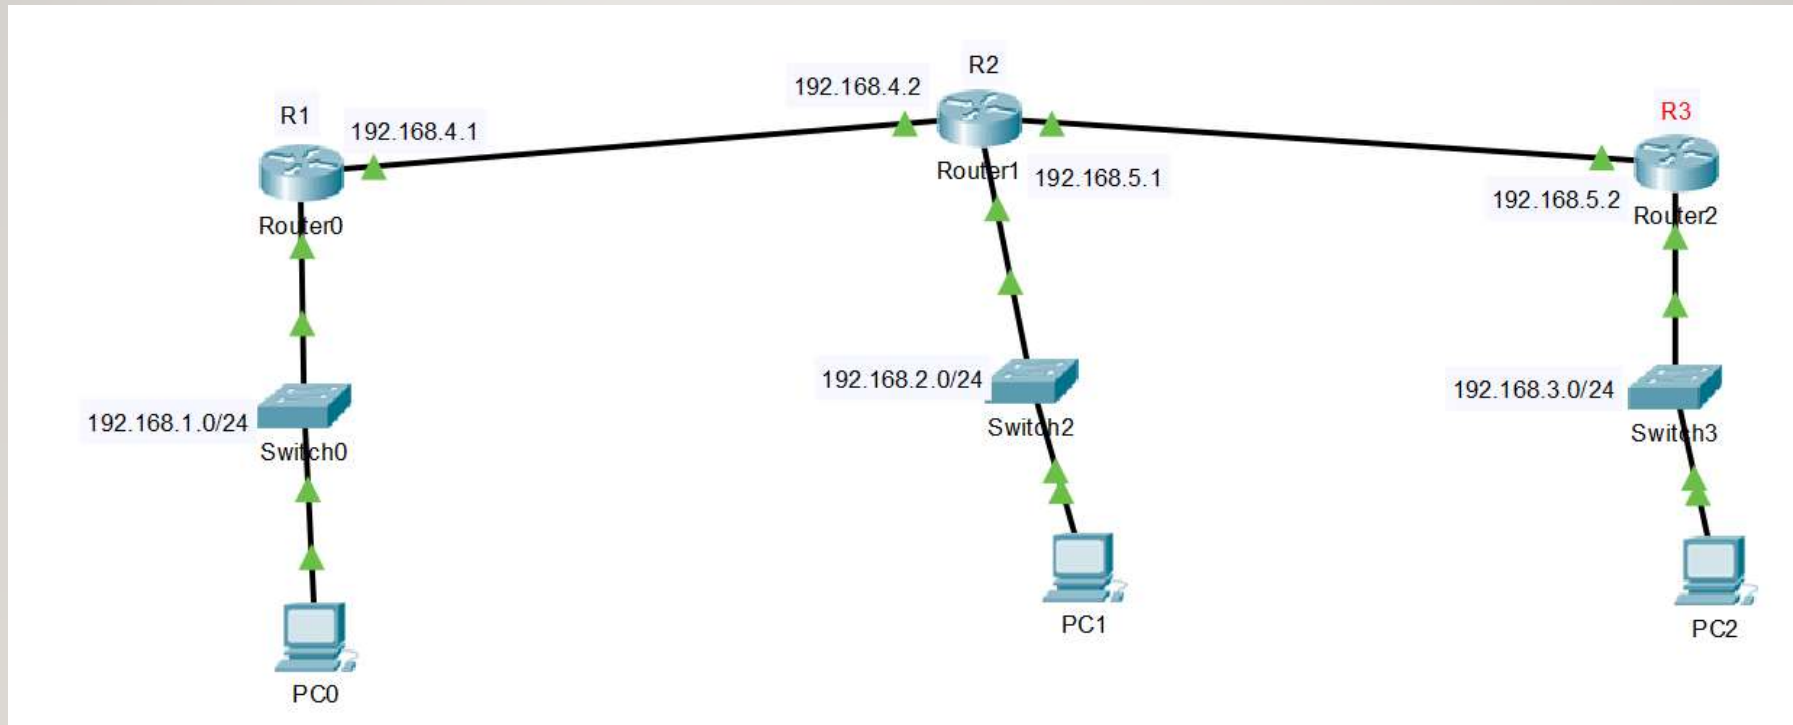 R1
192.168.4.1
Router0
192.168.4.2
R2
Router1
192.168.5.1
R3
192.168.5.2
Router2
192.168.1.0/24
Switch0
PC0
192.168.2.0/24
Switch2
PC1
192.168.3.0/24
Switch3
PC2